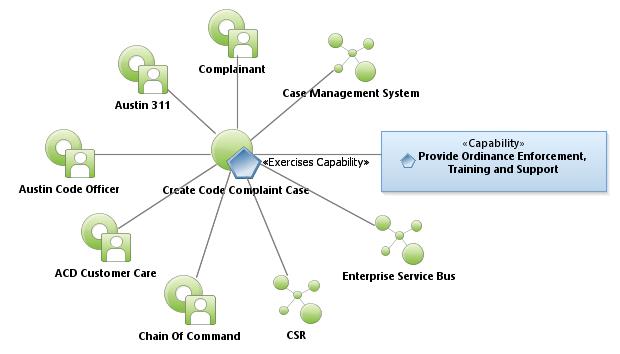 Complainant
Case Management System
Austin 311
«Capability»
Provide Ordinance Enforcement,
Training and Support
«Exercises Capability»
Austin Code Officer
Create Code Complaint Case
ACD Customer Care
Enterprise Service Bus
Chain Of Command
CSR